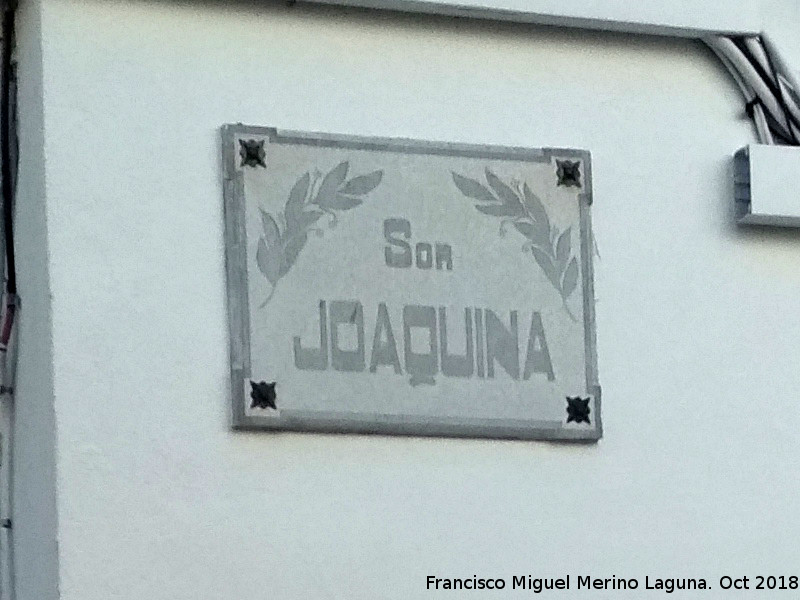 Sor
JOAQUINA
Francisco Miguel Merino Laguna. Oct 2018